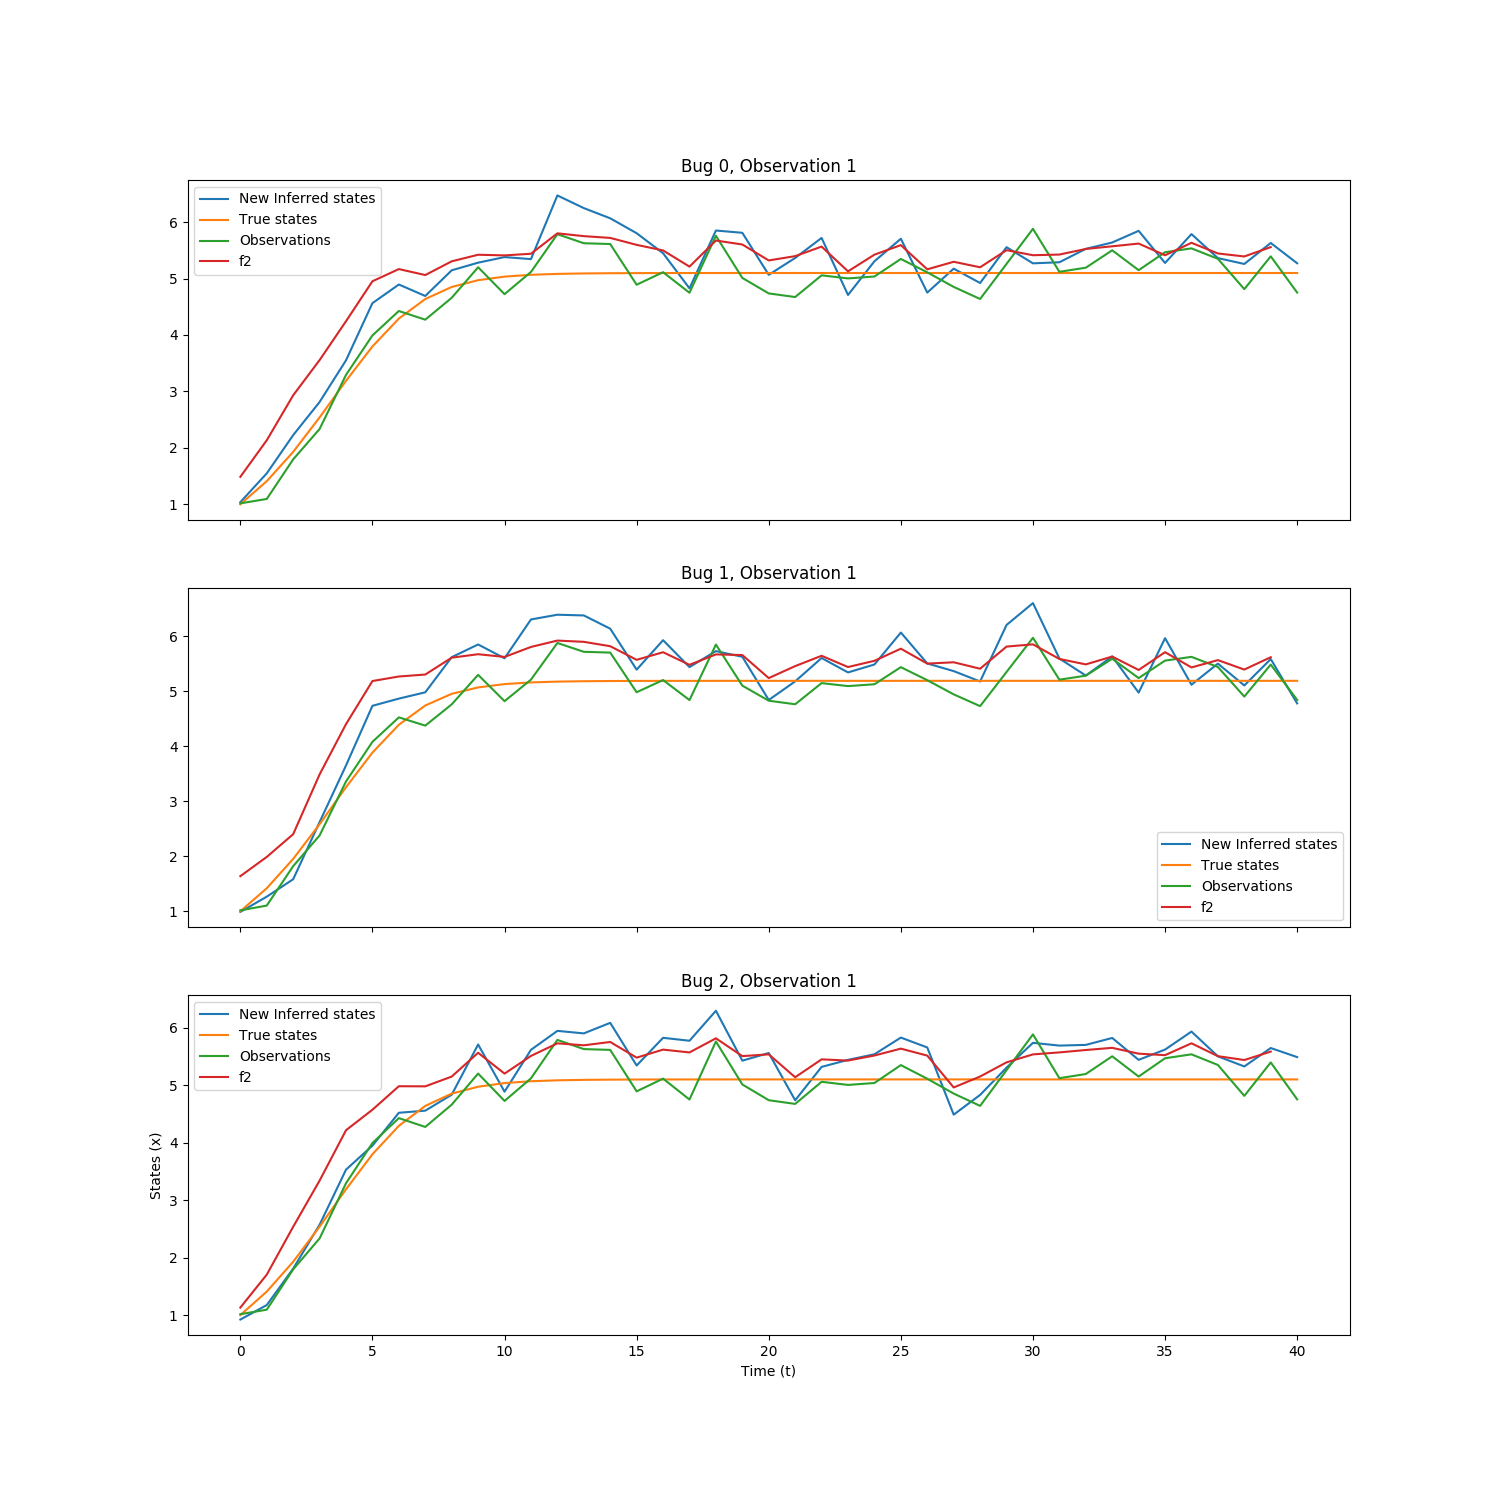 Bug 0, Observation 1
New Inferred states
True states
Observations
f2
6
5
4
3
2
1
Bug 1, Observation 1
6
5
4
3
2
1
New Inferred states
True states
Observations
f2
Bug 2, Observation 1
New Inferred states
True states
Observations
f2
6
5
4
3
2
1
States (x)
0 5 10 15 20 25 30 35 40
Time (t)